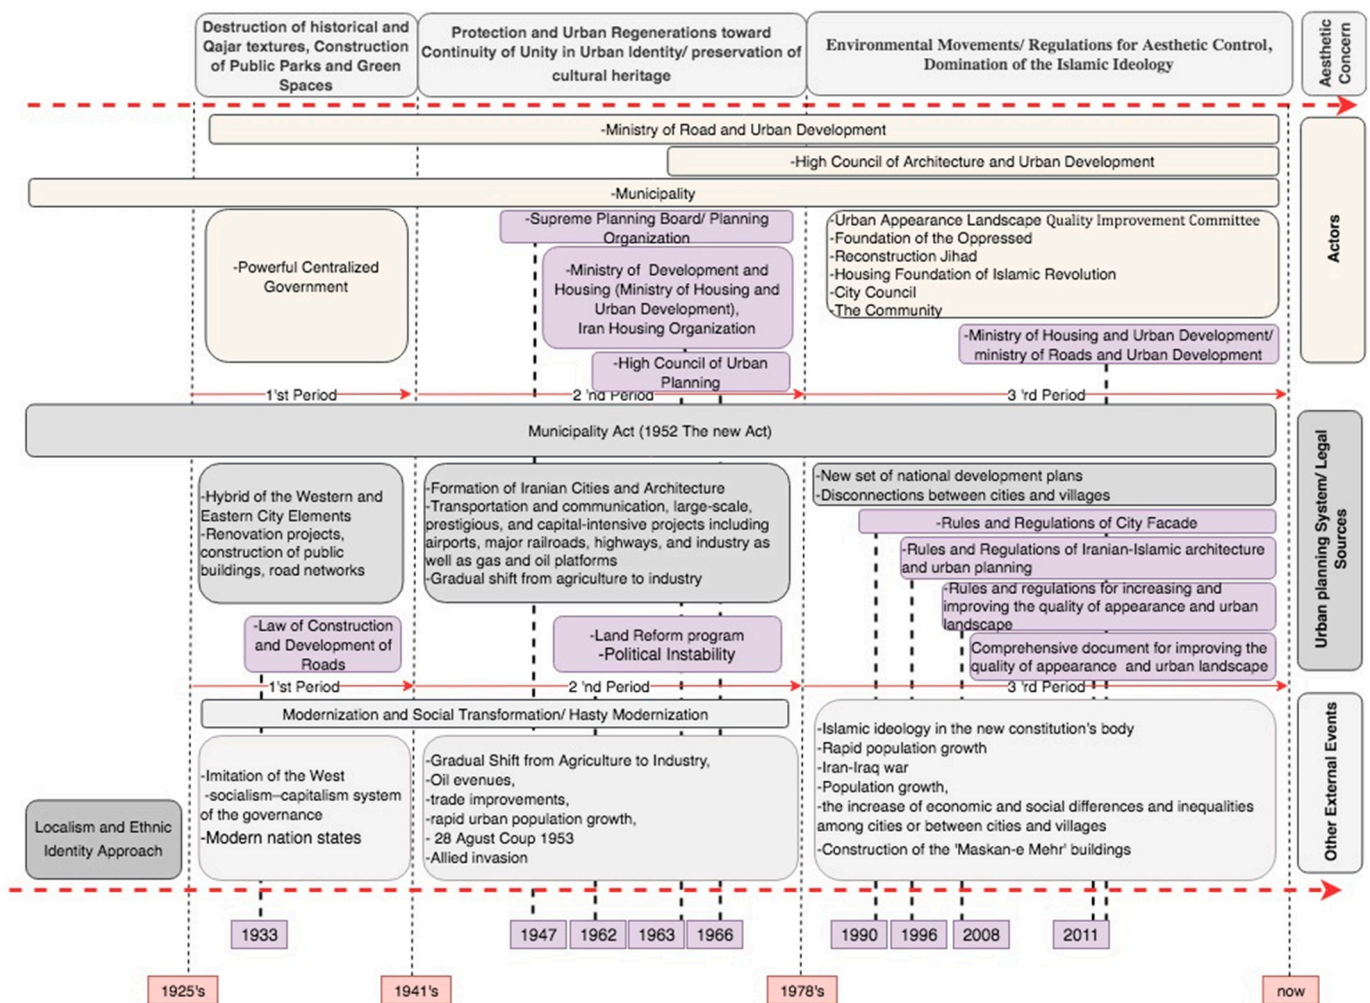 Destruction of historical and
Qajar textures, Construction
of Public Parks and Green
Spaces
Protection and Urban Regenerations toward
Continuity of Unity in Urban Identity/ preservation of
cultural heritage
Environmental Movements/ Regulations for Aesthetic Control,
Domination of the Islamic Ideology
Aesthetic
Concern
-Ministry of Road and Urban Development
-High Council of Architecture and Urban Development
-Municipality
-Powerful Centralized
Government
-Supreme Planning Board/ Planning
Organization
-Ministry of Development and
Housing (Ministry of Housing and
Urban Development),
Iran Housing Organization
-High Council of Urban
Planning
-Urban Appearance Landscape Quality Improvement Committee
-Foundation of the Oppressed
-Reconstruction Jihad
-Housing Foundation of Islamic Revolution
-City Council
-The Community
-Ministry of Housing and Urban Development/
ministry of Roads and Urban Development
Actors
1'st Period
2 'nd Period
3 'rd Period
Municipality Act (1952 The new Act)
-Hybrid of the Western and
Eastern City Elements
-Renovation projects,
construction of public
buildings, road networks
-Law of Construction
and Development of
Roads
-Formation of Iranian Cities and Architecture
-Transportation and communication, large-scale,
prestigious, and capital-intensive projects including
airports, major railroads, highways, and industry as
well as gas and oil platforms
-Gradual shift from agriculture to industry
-Land Reform program
-Political Instability
-New set of national development plans
-Disconnections between cities and villages
-Rules and Regulations of City Facade
-Rules and Regulations of Iranian-Islamic architecture
and urban planning
-Rules and regulations for increasing and
improving the quality of appearance and urban
landscape
Comprehensive document for improving the
quality of appearance and urban landscape
Urban planning System/ Legal
Sources
1'st Period
2 'nd Period
3 'rd Period
Modernization and Social Transformation/ Hasty Modernization
Localism and Ethnic
Identity Approach
-Imitation of the West
-socialism–capitalism system
of the governance
-Modern nation states
-Gradual Shift from Agriculture to Industry,
-Oil evenues,
-trade improvements,
-rapid urban population growth,
- 28 Agust Coup 1953
-Allied invasion
-Islamic ideology in the new constitution's body
-Rapid population growth
-Iran-Iraq war
-Population growth,
-the increase of economic and social differences and inequalities
among cities or between cities and villages
-Construction of the 'Maskan-e Mehr' buildings
Other External Events
1933
1947
1962
1963
1966
1990
1996
2008
2011
1925's
1941's
1978's
now